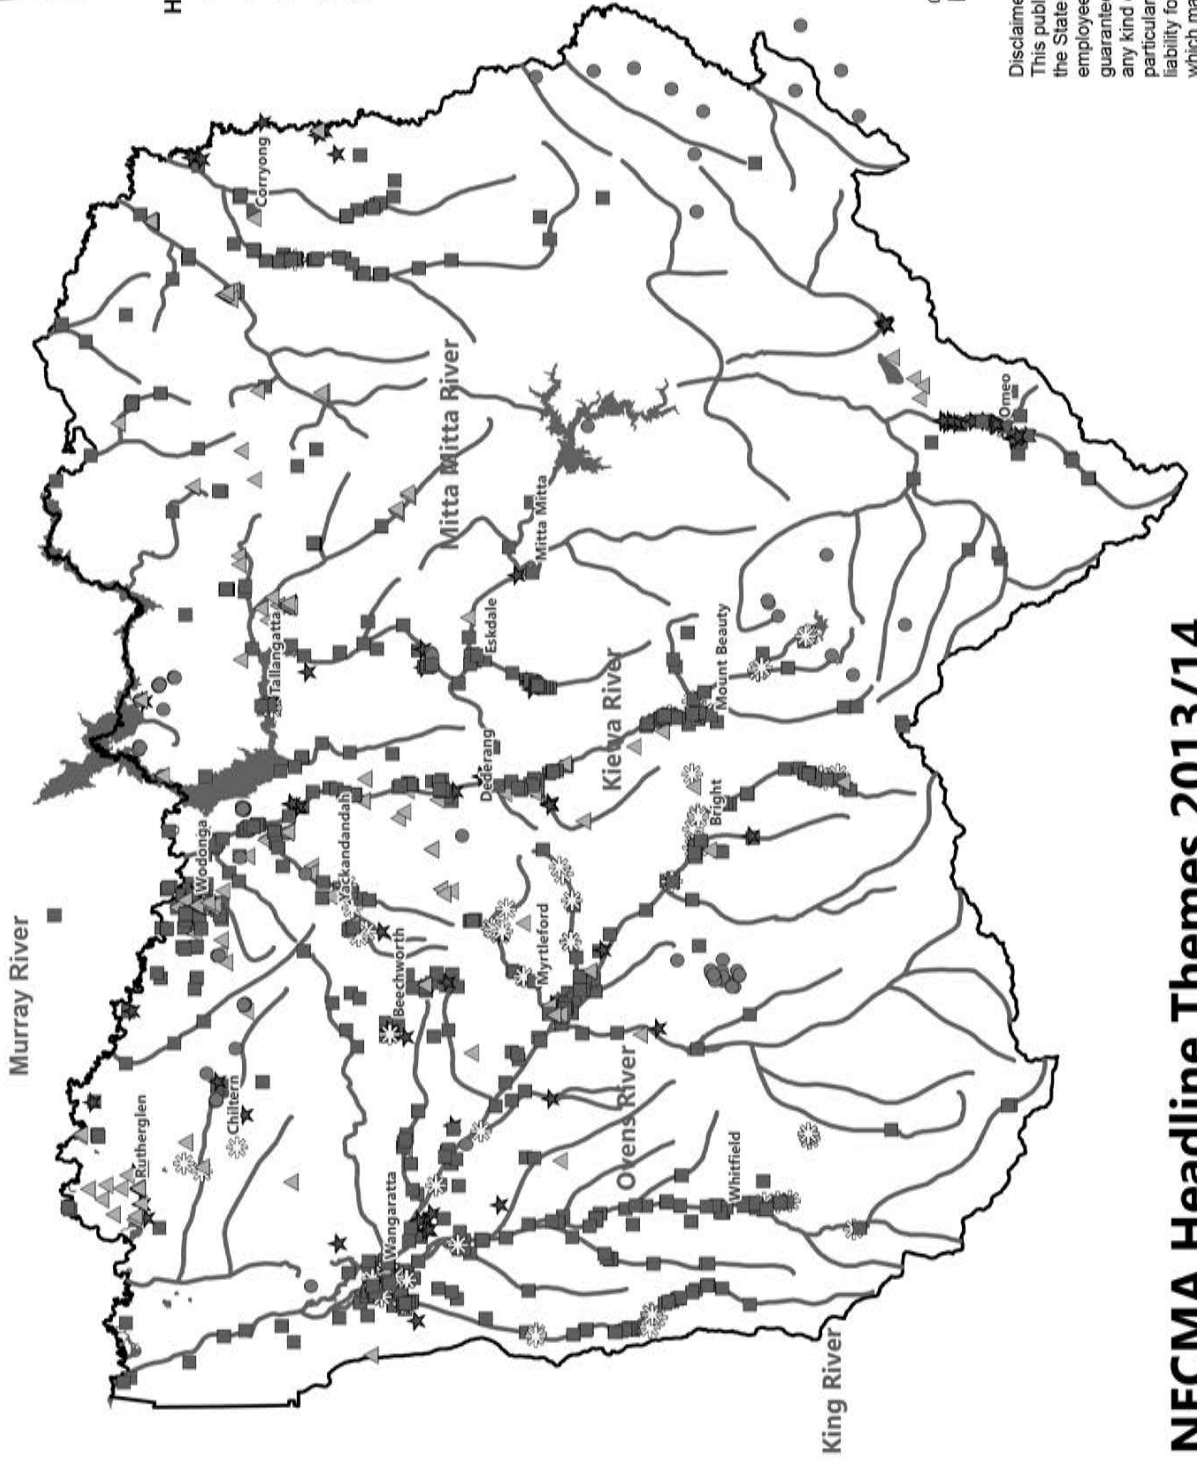 Murray River
Rutherglen
Chiltern
Wodonga
Corryong
Tallangatta
Yackandandah
Beechworth
Wangaratta
Mitta Mitta River
Mitta Mitta
Eskdale
Dederang
Myrtleford
Kiewa River
Mount Beauty
Bright
Ovens River
Whitfield
Omeo
King River
H
Disclaime
This publ
the State
employee
guarantee
any kind
particular
liability fo
which ma
NECMA Headline Themes 2013/14